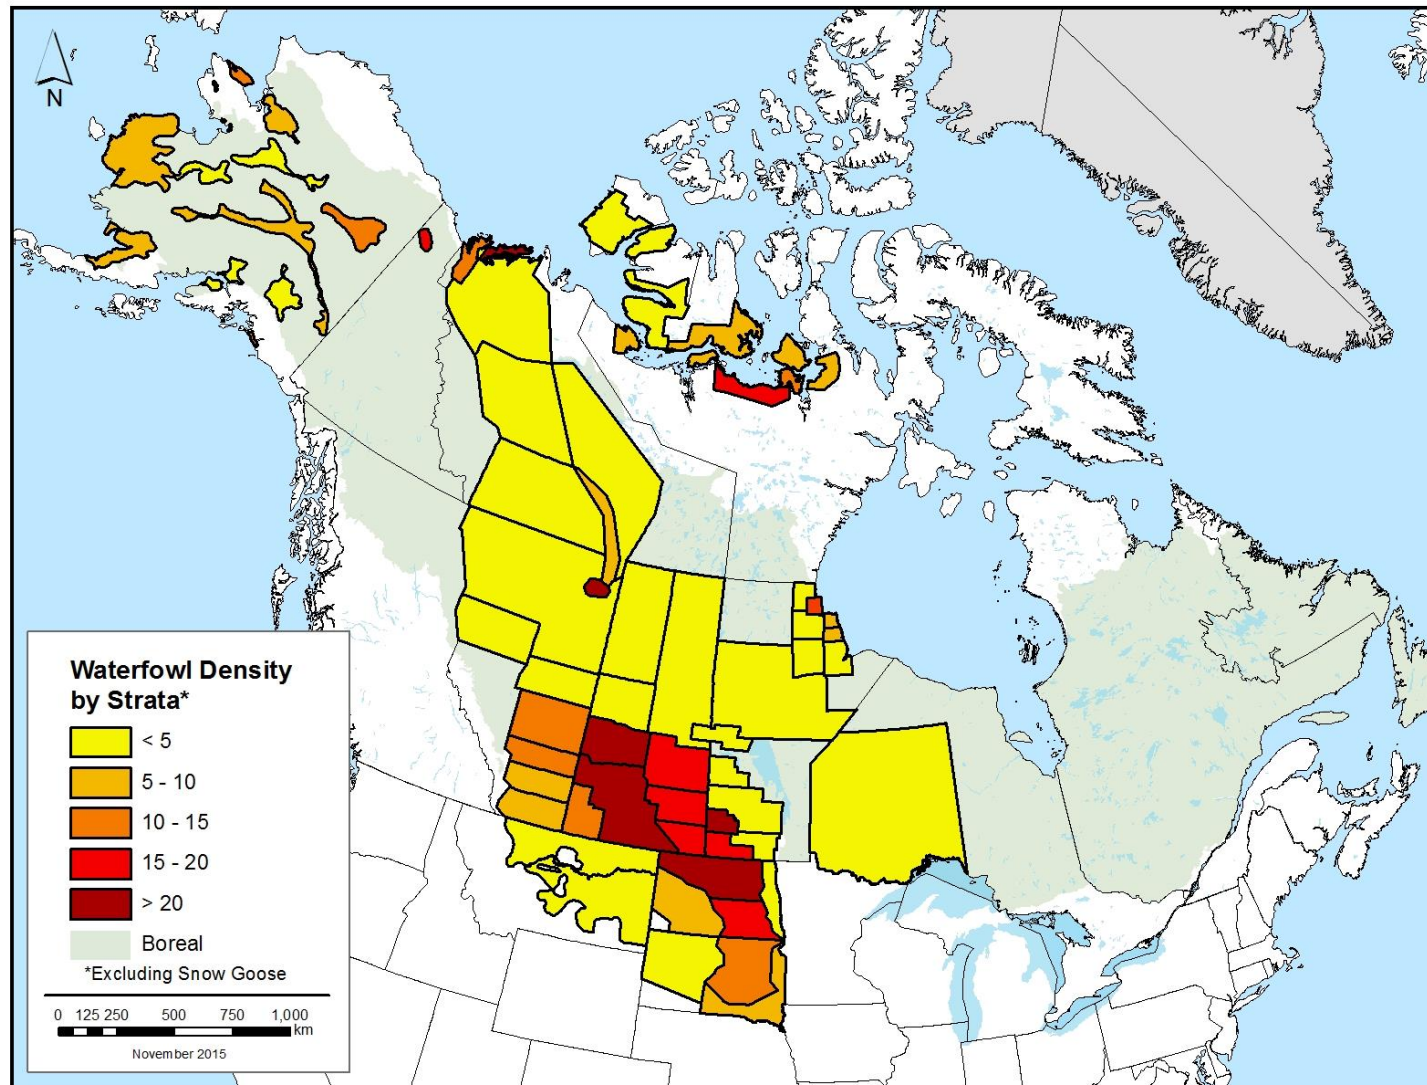 N
Waterfowl Density
by Strata*
< 5
5 - 10
10 - 15
15 - 20
> 20
Boreal
*Excluding Snow Goose
0 125 250 500 750 1,000
km
November 2015